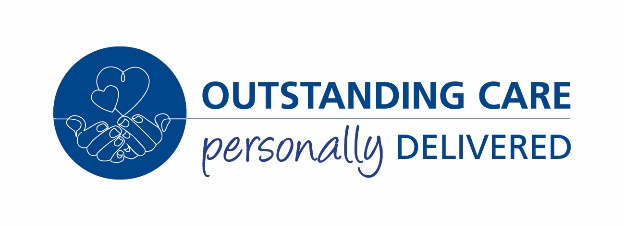 OUTSTANDING CARE
personally DELIVERED